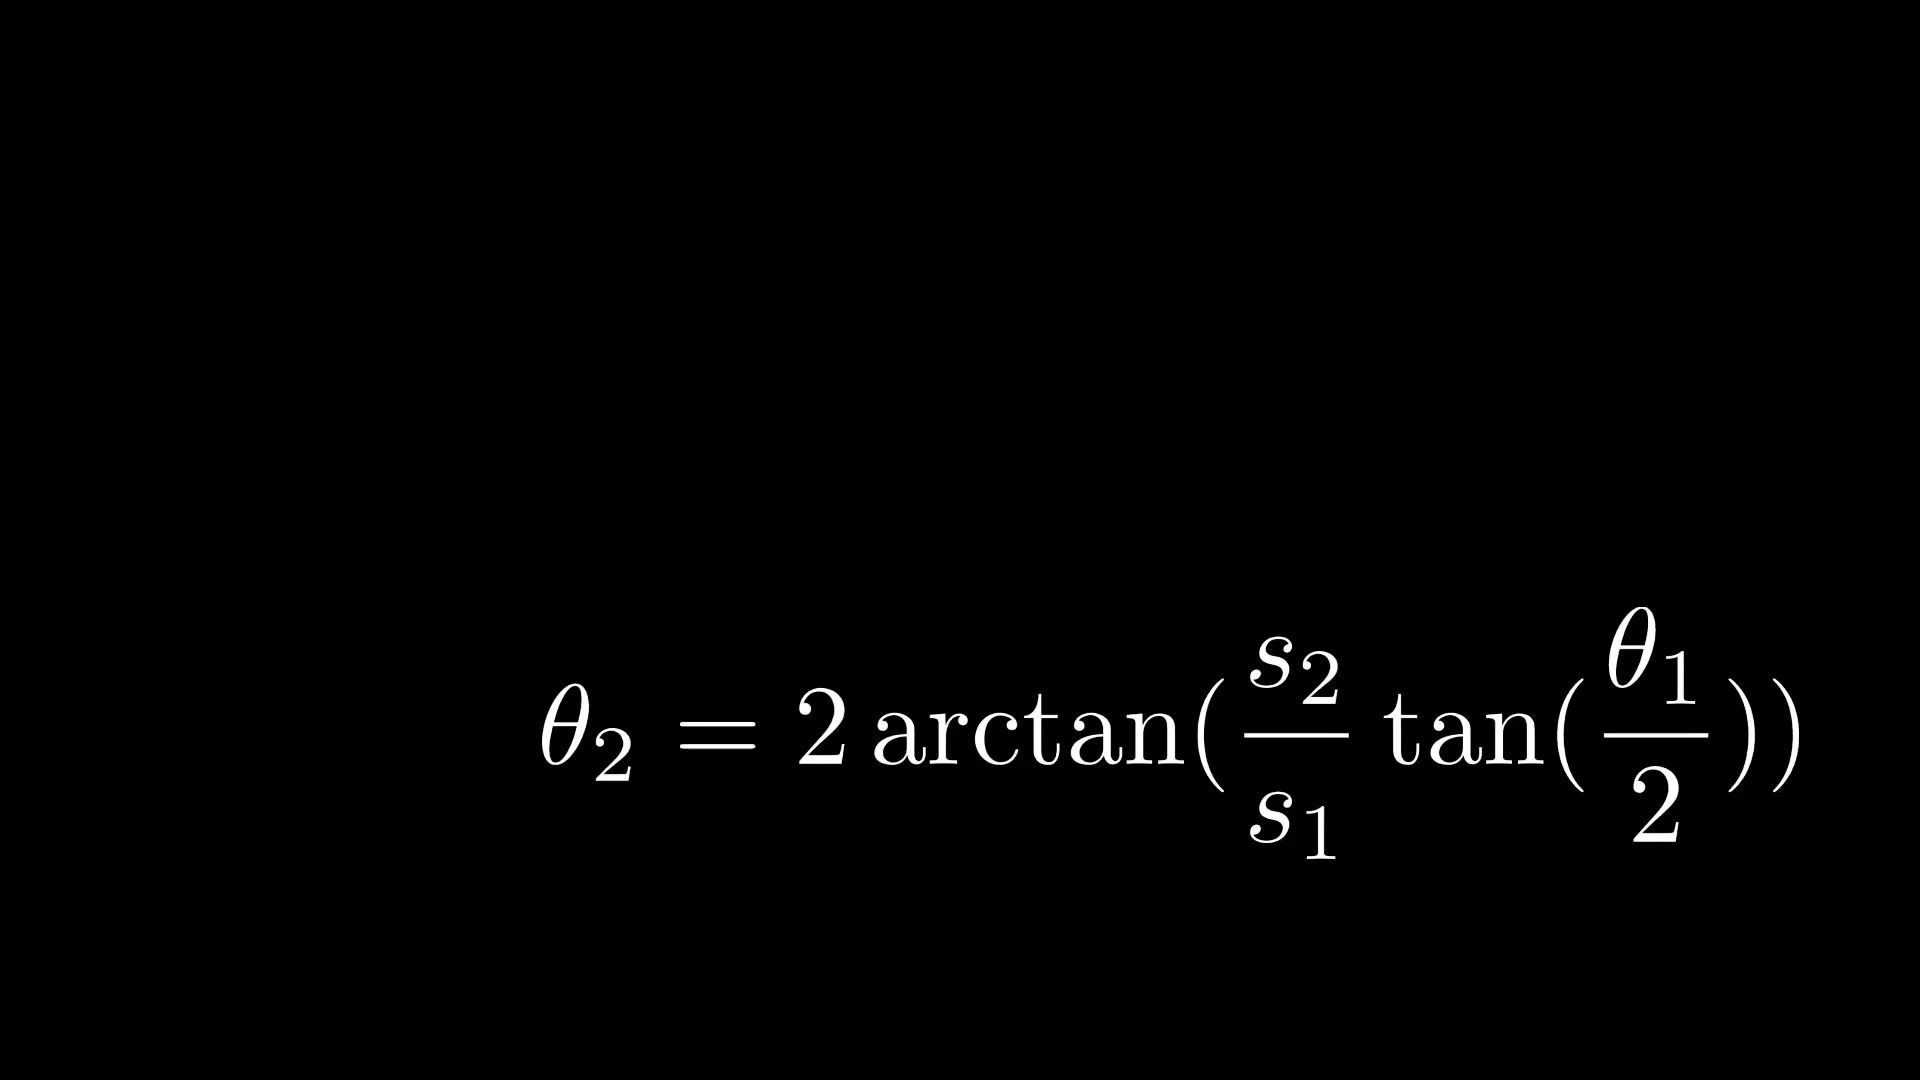 θ₂ = 2 arctan(s₂/s₁ tan(θ₁/2))